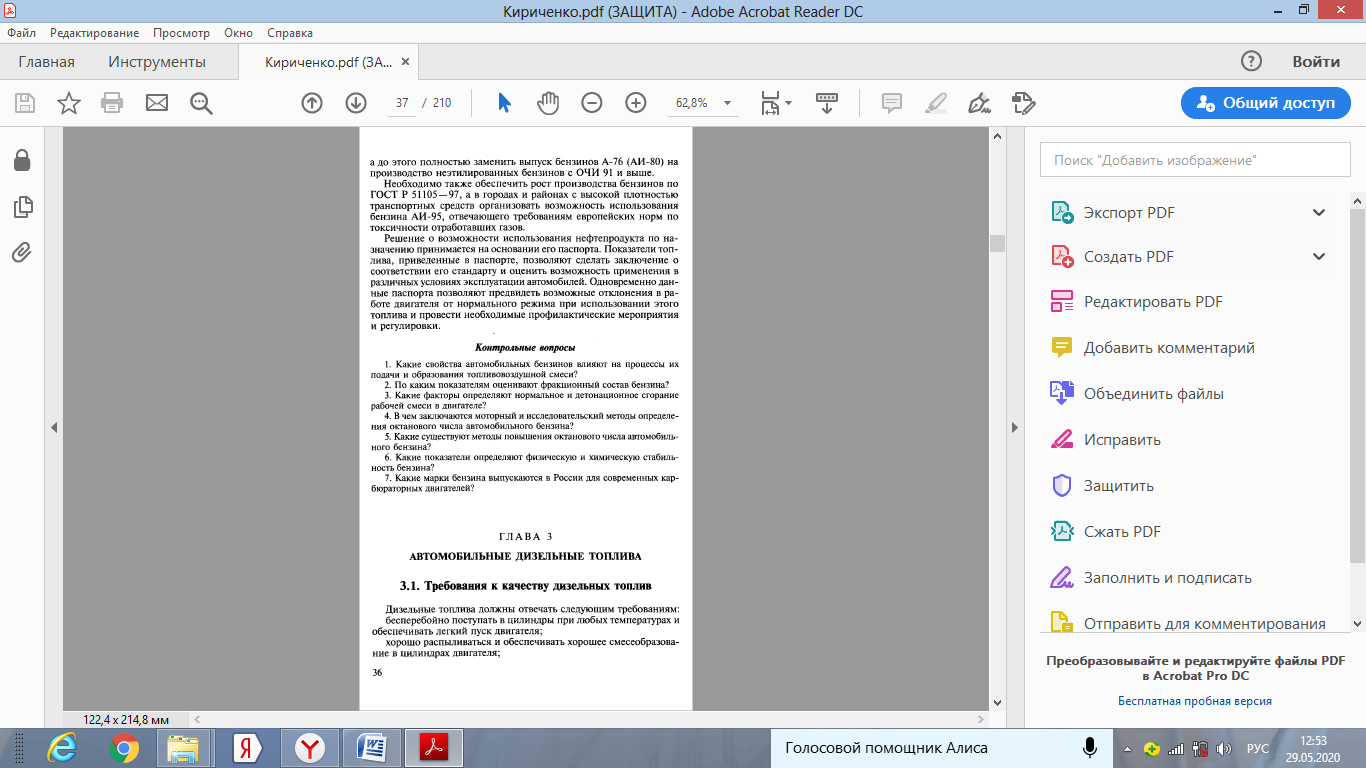 Кириченко.pdf (ЗАЩИТА) - Adobe Acrobat Reader DC
Файл Редактирование Просмотр Окно Справка
Главная Инструменты Кириченко.pdf (ЗА... ×
37 / 210 62,8% Общий доступ
Войти
а до этого полностью заменить выпуск бензинов А-76 (АИ-80) на
производство неэтилированных бензинов с ОЧИ 91 и выше.
Необходимо также обеспечить рост производства бензинов по
ГОСТ Р 51105—97, а в городах и районах с высокой плотностью
транспортных средств организовать возможность использования
бензина АИ-95, отвечающего требованиям европейских норм по
токсичности отработавших газов.
Решение о возможности использования нефтепродукта по на-
значению принимается на основании его паспорта. Показатели топ-
лива, приведенные в паспорте, позволяют сделать заключение о
соответствии его стандарту и оценить возможность применения в
различных условиях эксплуатации автомобилей. Одновременно дан-
ные паспорта позволяют предвидеть возможные отклонения в ра-
боте двигателя от нормального режима при использовании этого
топлива и провести необходимые профилактические мероприятия
и регулировки.
Контрольные вопросы
1. Какие свойства автомобильных бензинов влияют на процессы их
подачи и образования топливовоздушной смеси?
2. По каким показателям оценивают фракционный состав бензина?
3. Какие факторы определяют нормальное и детонационное сгорание
рабочей смеси в двигателе?
4. В чем заключаются моторный и исследовательский методы определе-
ния октанового числа автомобильного бензина?
5. Какие существуют методы повышения октанового числа автомобиль-
ного бензина?
6. Какие показатели определяют физическую и химическую стабиль-
ность бензина?
7. Какие марки бензина выпускаются в России для современных кар-
бюраторных двигателей?
ГЛАВА 3
АВТОМОБИЛЬНЫЕ ДИЗЕЛЬНЫЕ ТОПЛИВА
3.1. Требования к качеству дизельных топлив
Дизельные топлива должны отвечать следующим требованиям:
бесперебойно поступать в цилиндры при любых температурах и
обеспечивать легкий пуск двигателя;
хорошо распыливаться и обеспечивать хорошее смесеобразова-
ние в цилиндрах двигателя;
36
122,4 x 214,8 мм
Поиск "Добавить изображение"
Экспорт PDF
Создать PDF
Редактировать PDF
Добавить комментарий
Объединить файлы
Исправить
Защитить
Сжать PDF
Заполнить и подписать
Отправить для комментирования
Преобразовывайте и редактируйте файлы PDF
в Acrobat Pro DC
Бесплатная пробная версия
Голосовой помощник Алиса
РУС
12:53
29.05.2020